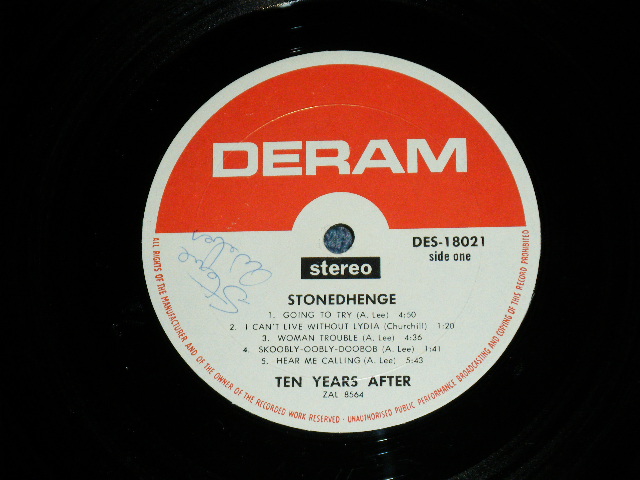 DERAM
DES-18021
side one
stereo
STONEDHENGE
1. GOING TO TRY (A. Lee) 4:50
2. I CAN'T LIVE WITHOUT LYDIA (Churchill) 1:20
3. WOMAN TROUBLE (A. Lee) 4:36
4. SKOOBLY-OOBLY-DOOBOB (A. Lee) 1:41
5. HEAR ME CALLING (A. Lee) 5:43
TEN YEARS AFTER
ZAL 8564
ALL RIGHTS OF THE MANUFACTURER AND OF THE OWNER OF THE RECORDED WORK RESERVED · UNAUTHORISED PUBLIC PERFORMANCE BROADCASTING AND COPYING OF THIS RECORD PROHIBITED